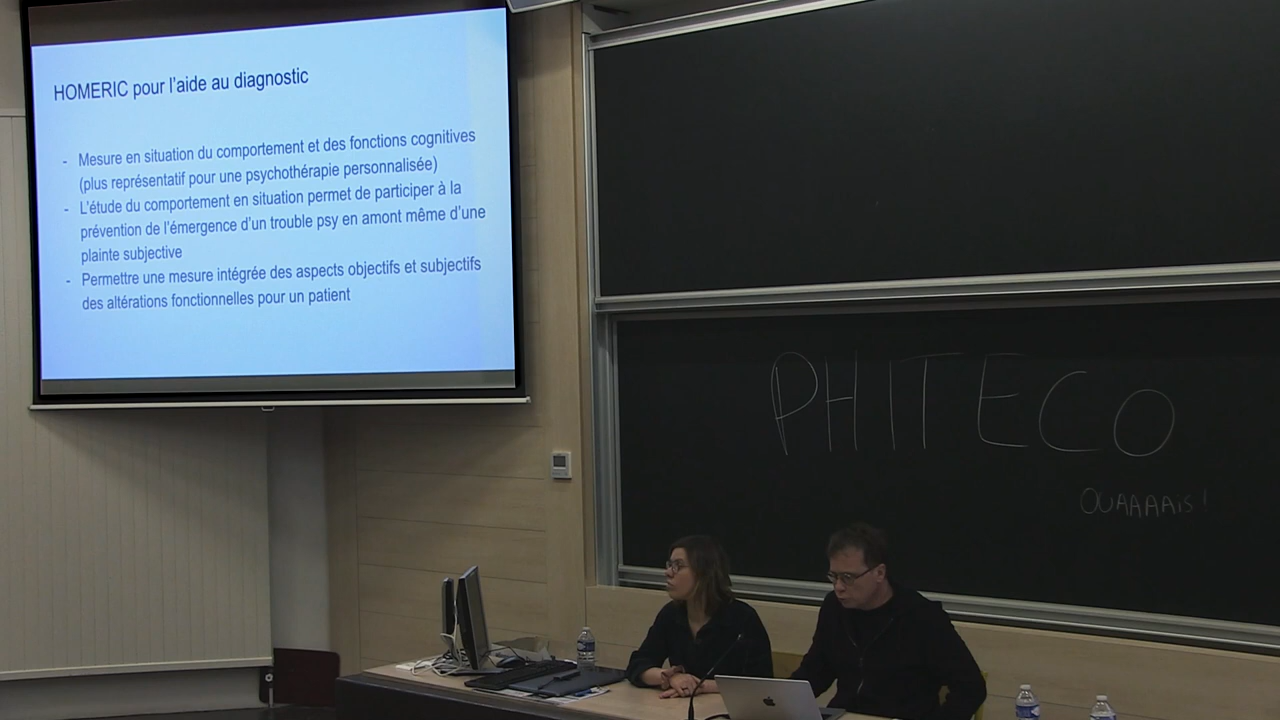 HOMERIC pour l'aide au diagnostic
- Mesure en situation du comportement et des fonctions cognitives
(plus représentatif pour une psychothérapie personnalisée)
- L'étude du comportement en situation permet de participer à la
prévention de l'émergence d'un trouble psy en amont même d'une
plainte subjective
- Permettre une mesure intégrée des aspects objectifs et subjectifs
des altérations fonctionnelles pour un patient
PHITECO
OUAAAAis !